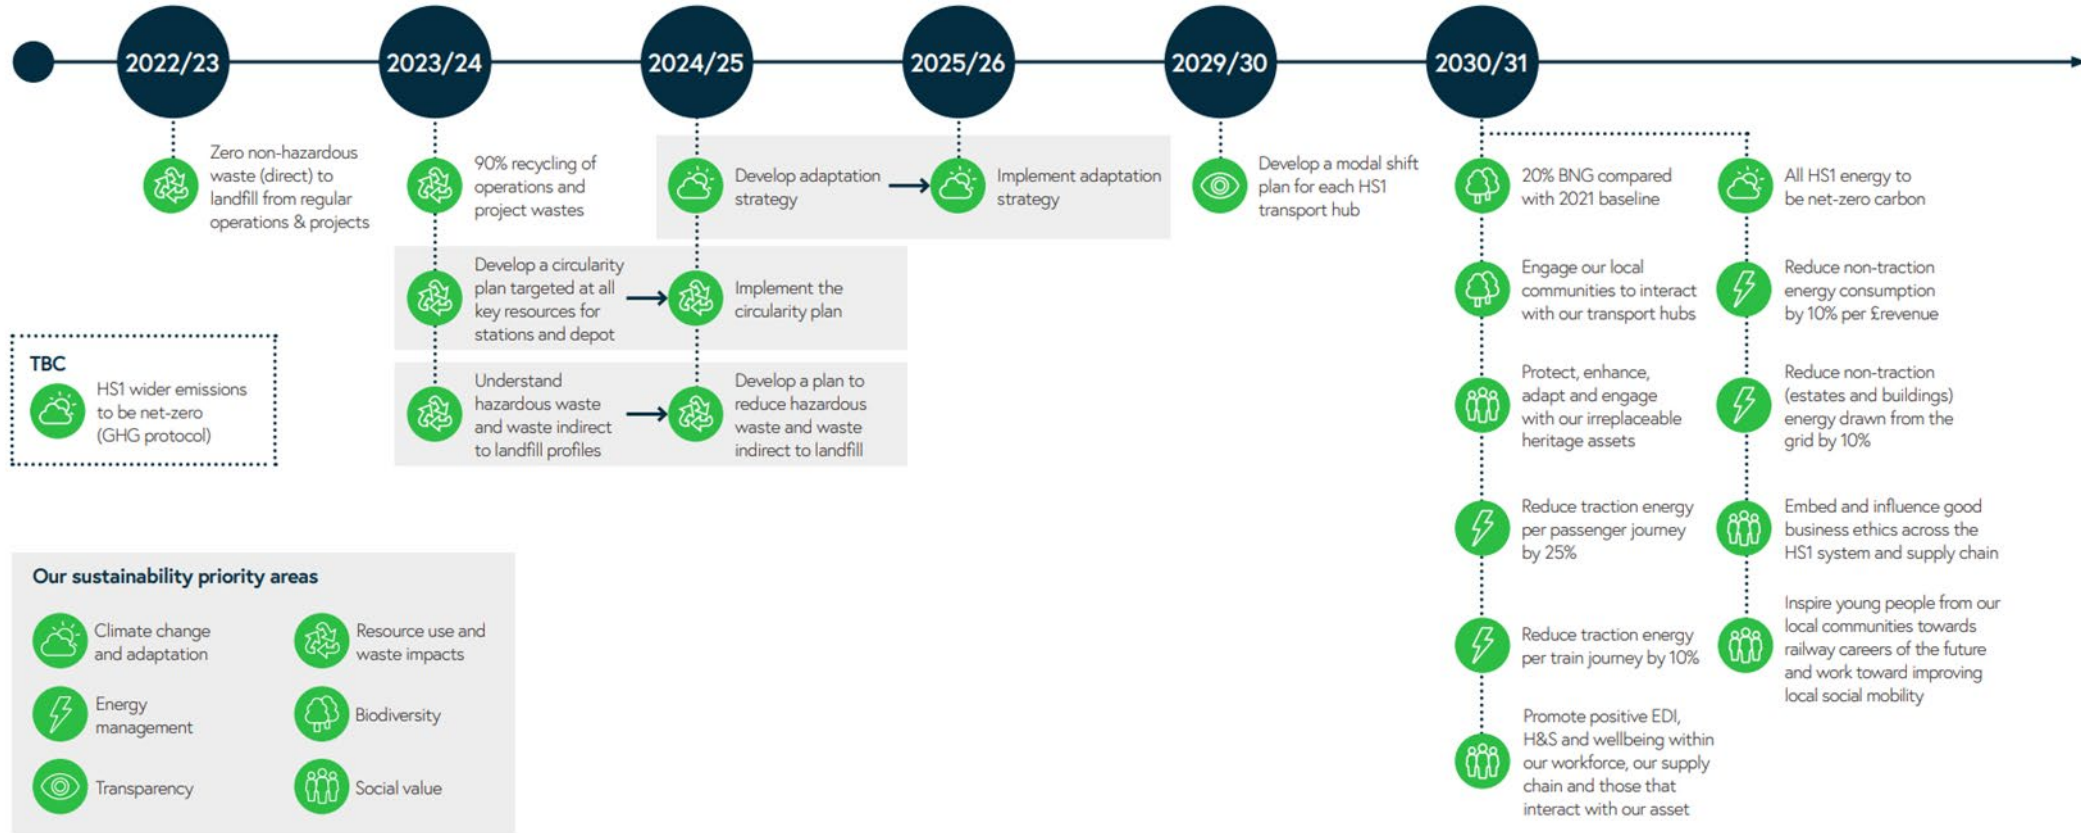 2022/23
2023/24
2024/25
2025/26
2029/30
2030/31
Zero non-hazardous
waste (direct) to
landfill from regular
operations & projects
90% recycling of
operations and
project wastes
Develop a circularity
plan targeted at all
key resources for
stations and depot
Understand
hazardous waste
and waste indirect
to landfill profiles
Develop adaptation
strategy
Implement the
circularity plan
Develop a plan to
reduce hazardous
waste and waste
indirect to landfill
Implement adaptation
strategy
Develop a modal shift
plan for each HS1
transport hub
20% BNG compared
with 2021 baseline
Engage our local
communities to interact
with our transport hubs
Protect, enhance,
adapt and engage
with our irreplaceable
heritage assets
Reduce traction energy
per passenger journey
by 25%
Reduce traction energy
per train journey by 10%
Promote positive EDI,
H&S and wellbeing within
our workforce, our supply
chain and those that
interact with our asset
All HS1 energy to
be net-zero carbon
Reduce non-traction
energy consumption
by 10% per £revenue
Reduce non-traction
(estates and buildings)
energy drawn from the
grid by 10%
Embed and influence good
business ethics across the
HS1 system and supply chain
Inspire young people from our
local communities towards
railway careers of the future
and work toward improving
local social mobility
TBC
HS1 wider emissions
to be net-zero
(GHG protocol)
Our sustainability priority areas
Climate change
and adaptation
Resource use and
waste impacts
Energy
management
Biodiversity
Transparency
Social value